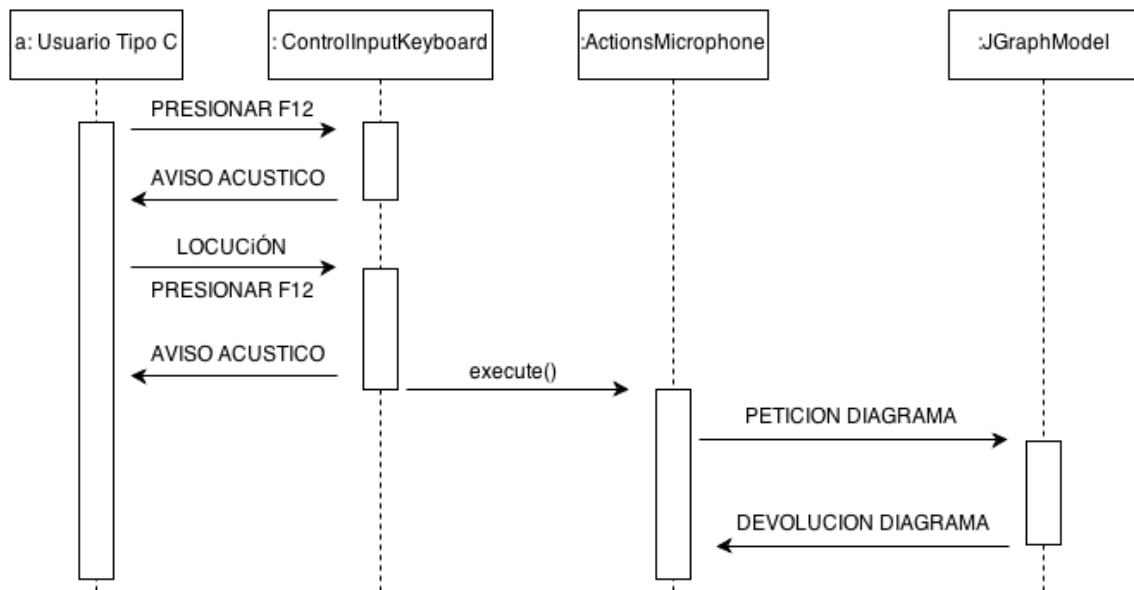 a: Usuario Tipo C
: ControlInputKeyboard
:ActionsMicrophone
:JGraphModel
PRESIONAR F12
AVISO ACUSTICO
LOCUCiÓN
PRESIONAR F12
AVISO ACUSTICO
execute()
PETICION DIAGRAMA
DEVOLUCION DIAGRAMA